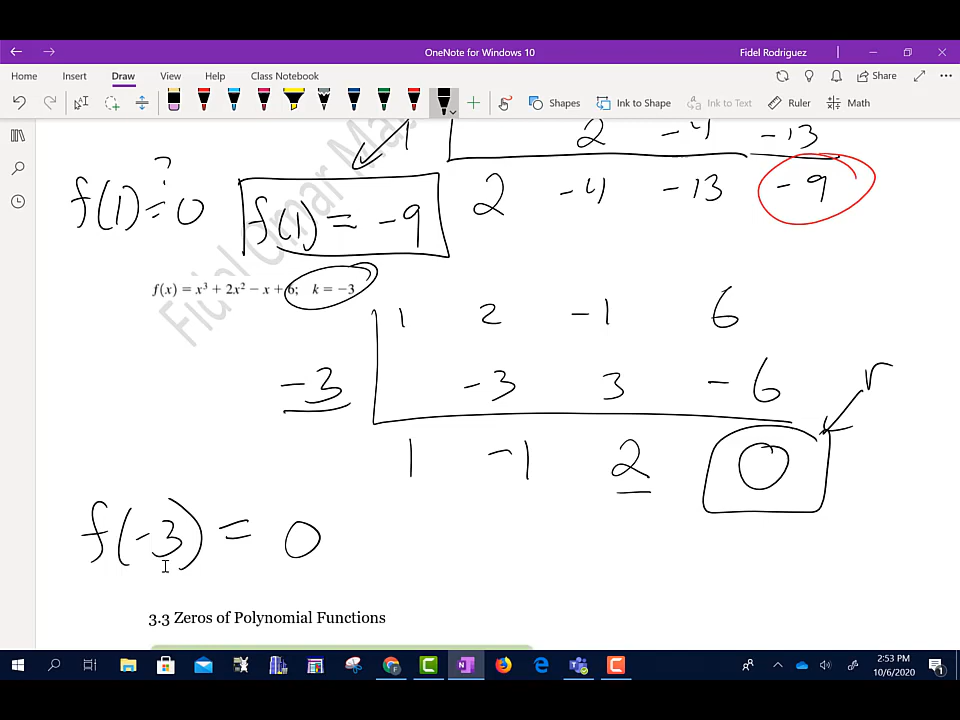 OneNote for Windows 10
Fidel Rodriguez
Home Insert Draw View Help Class Notebook
Share
Shapes Ink to Shape Ink to Text Ruler Math
2 -4 -13
f(1) = 0 ?
f(1) = -9
2 -4 -13 -9
f(x) = x³ + 2x² − x + 6; k = −3
1 2 -1 6
-3
-3 3 -6
r
1 -1 2 0
f(-3) = 0
3.3 Zeros of Polynomial Functions
2:53 PM
10/6/2020